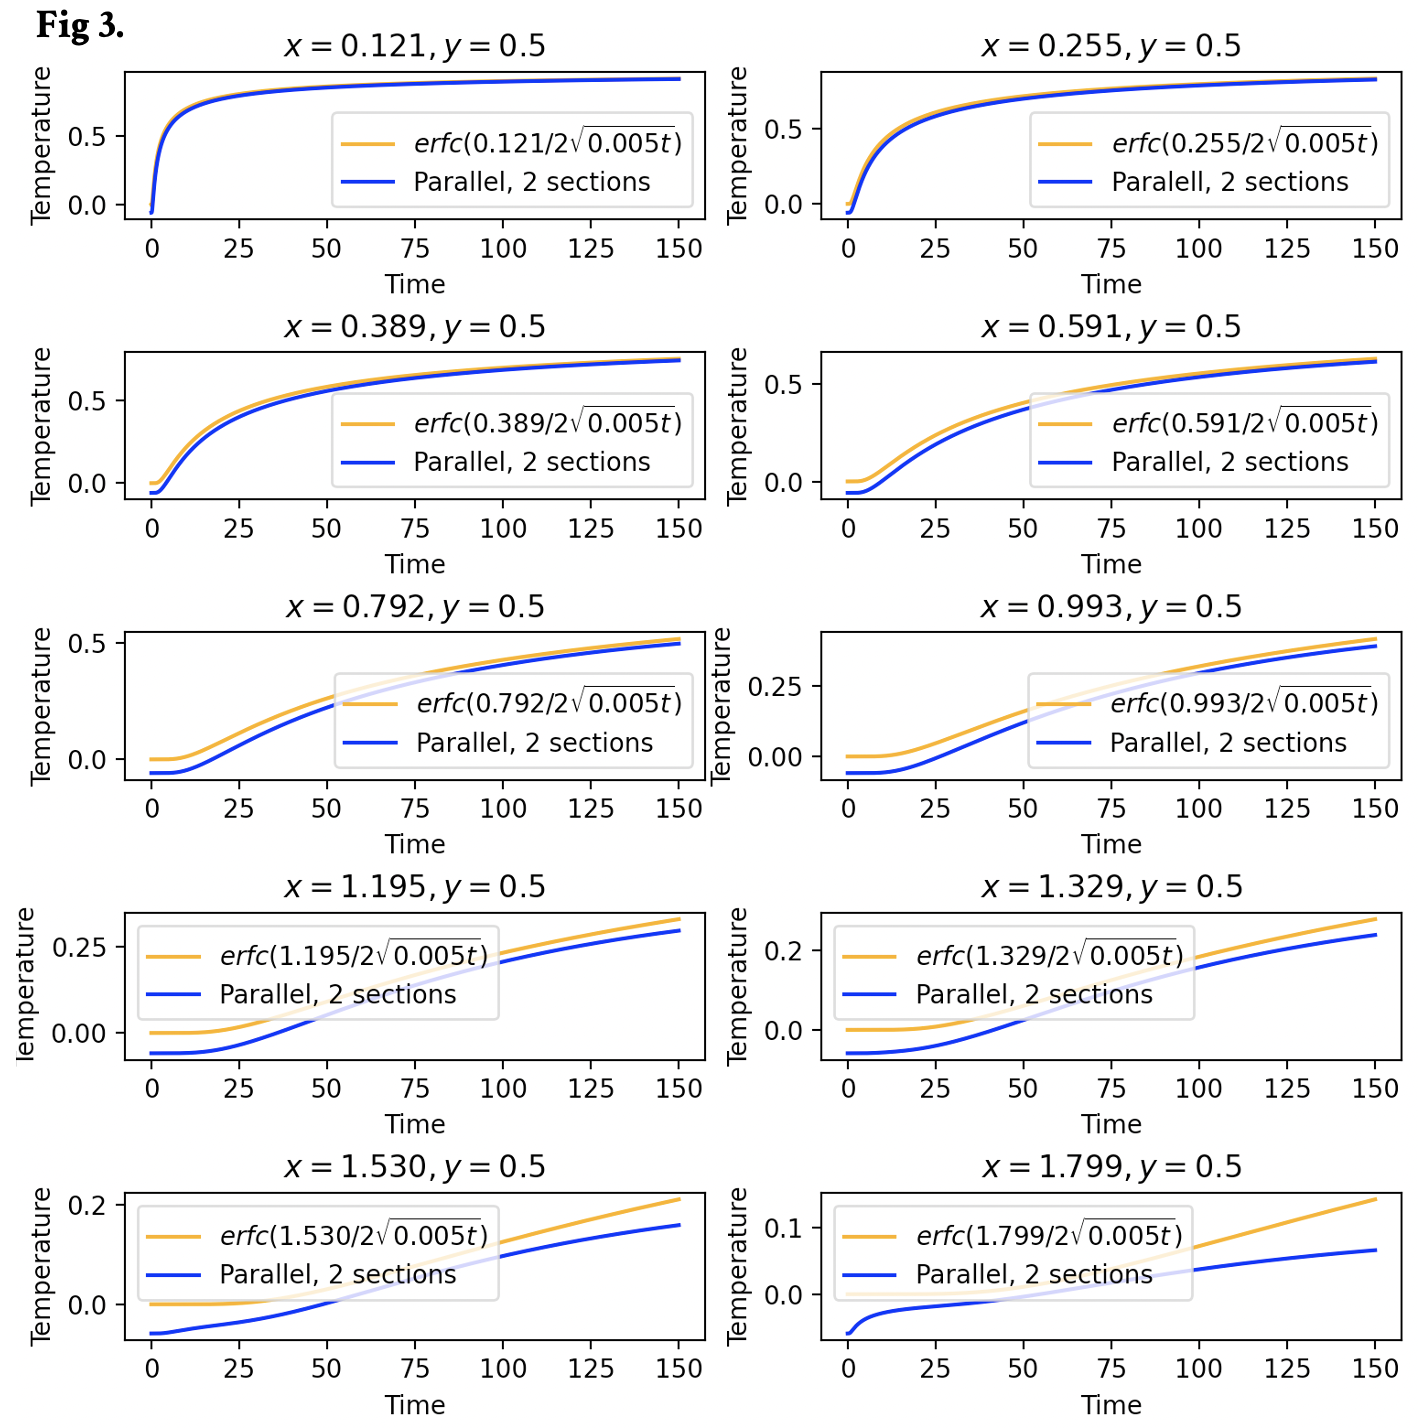 Fig 3.
x = 0.121, y = 0.5
Temperature
0.5
0.0
erfc(0.121/2√0.005t)
Parallel, 2 sections
0 25 50 75 100 125 150
Time
x = 0.255, y = 0.5
Temperature
0.5
0.0
erfc(0.255/2√0.005t)
Paralell, 2 sections
0 25 50 75 100 125 150
Time
x = 0.389, y = 0.5
Temperature
0.5
0.0
erfc(0.389/2√0.005t)
Parallel, 2 sections
0 25 50 75 100 125 150
Time
x = 0.591, y = 0.5
Temperature
0.5
0.0
erfc(0.591/2√0.005t)
Parallel, 2 sections
0 25 50 75 100 125 150
Time
x = 0.792, y = 0.5
Temperature
0.5
0.0
erfc(0.792/2√0.005t)
Parallel, 2 sections
0 25 50 75 100 125 150
Time
x = 0.993, y = 0.5
Temperature
0.25
0.00
erfc(0.993/2√0.005t)
Parallel, 2 sections
0 25 50 75 100 125 150
Time
x = 1.195, y = 0.5
Temperature
0.25
0.00
erfc(1.195/2√0.005t)
Parallel, 2 sections
0 25 50 75 100 125 150
Time
x = 1.329, y = 0.5
Temperature
0.2
0.0
erfc(1.329/2√0.005t)
Parallel, 2 sections
0 25 50 75 100 125 150
Time
x = 1.530, y = 0.5
Temperature
0.2
0.0
erfc(1.530/2√0.005t)
Parallel, 2 sections
0 25 50 75 100 125 150
Time
x = 1.799, y = 0.5
Temperature
0.1
0.0
erfc(1.799/2√0.005t)
Parallel, 2 sections
0 25 50 75 100 125 150
Time